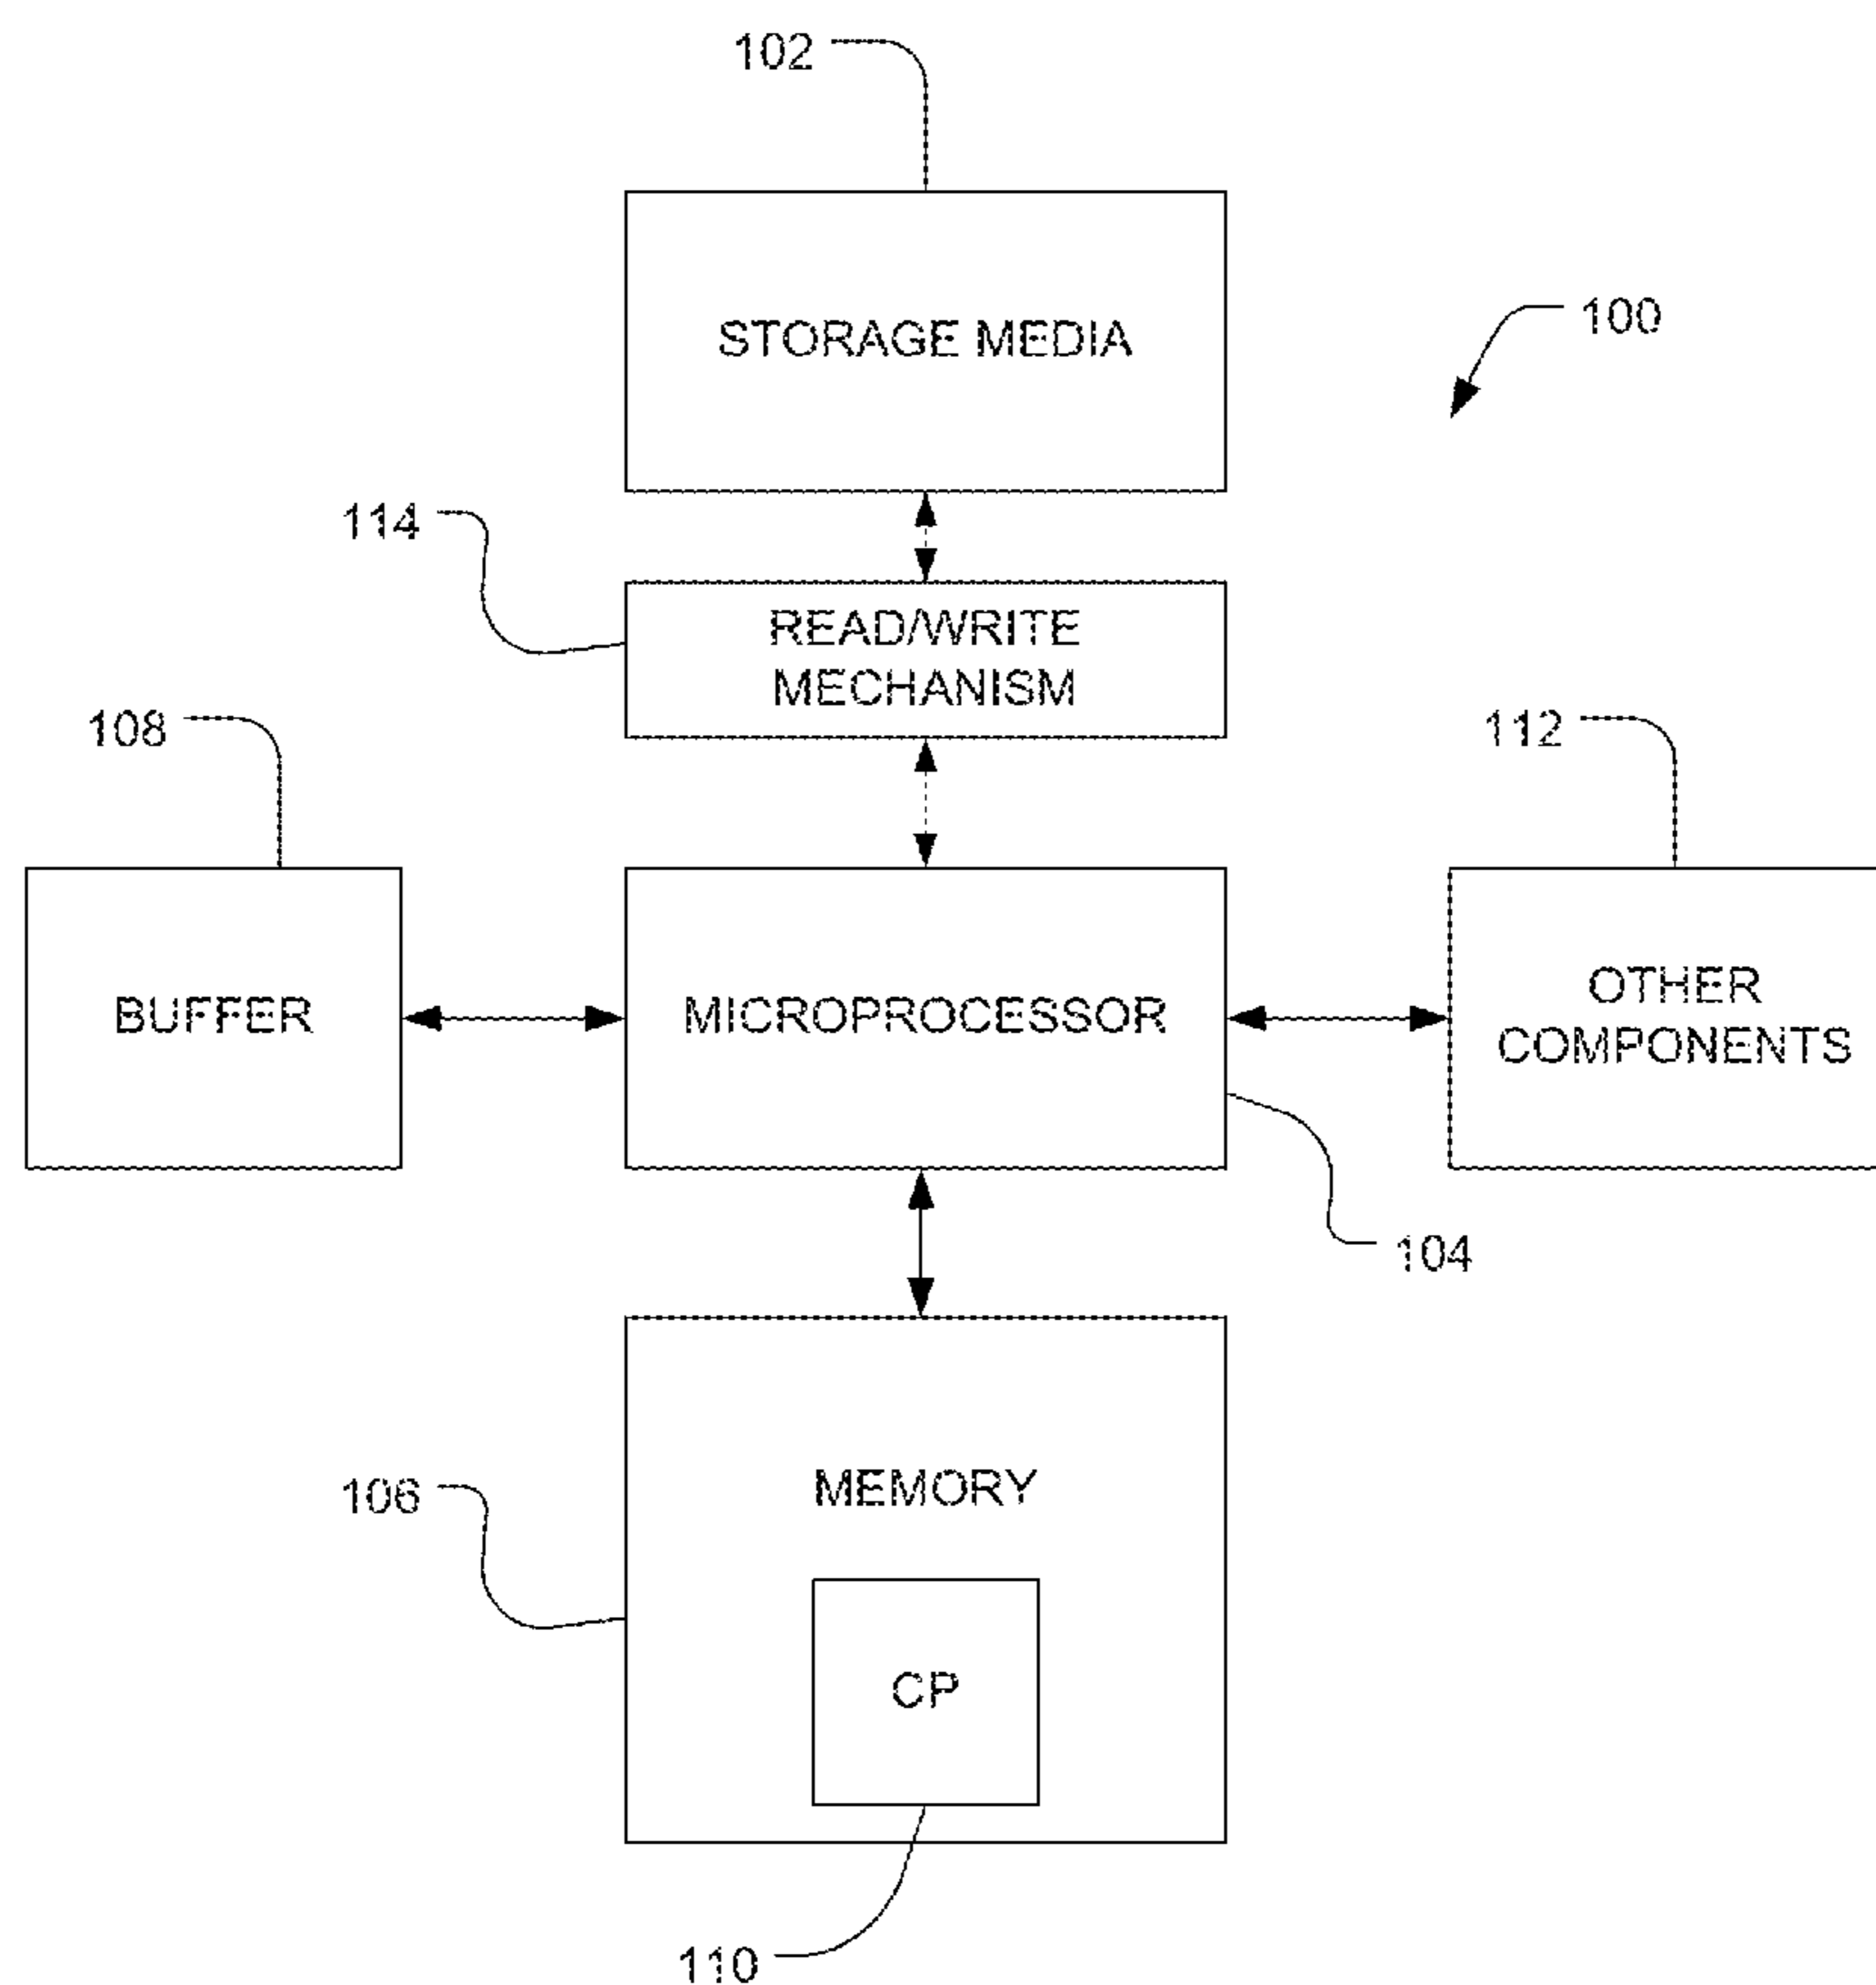 102
STORAGE MEDIA
100
114
READ/WRITE
MECHANISM
108
112
BUFFER
MICROPROCESSOR
OTHER
COMPONENTS
104
106
MEMORY
CP
110